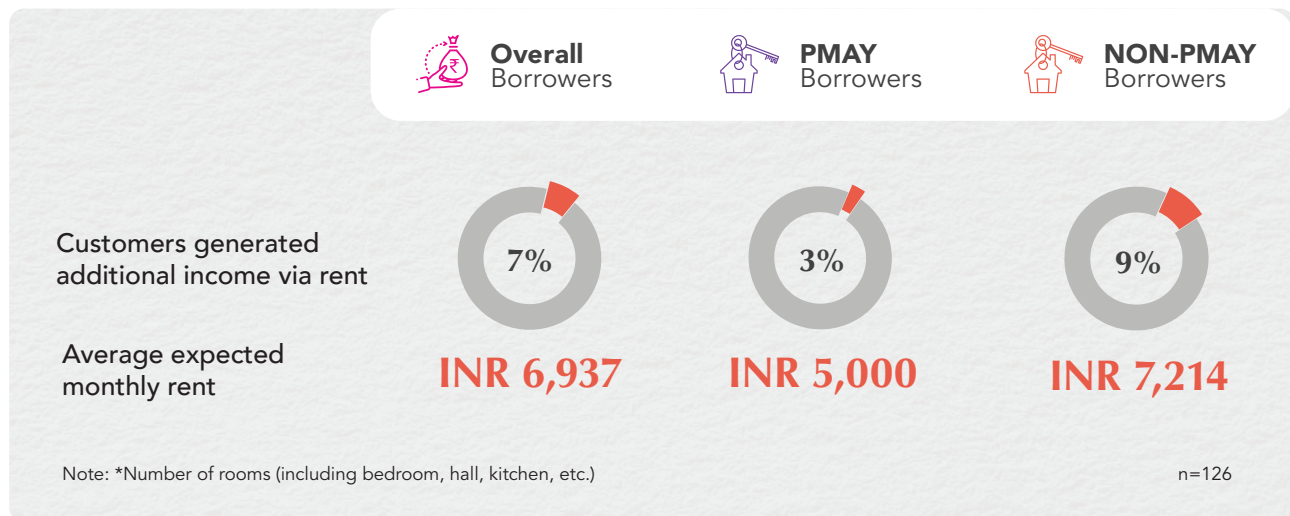 Overall
Borrowers
PMAY
Borrowers
NON-PMAY
Borrowers
₹
Customers generated
additional income via rent
7%
3%
9%
Average expected
monthly rent
INR 6,937
INR 5,000
INR 7,214
Note: *Number of rooms (including bedroom, hall, kitchen, etc.)
n=126